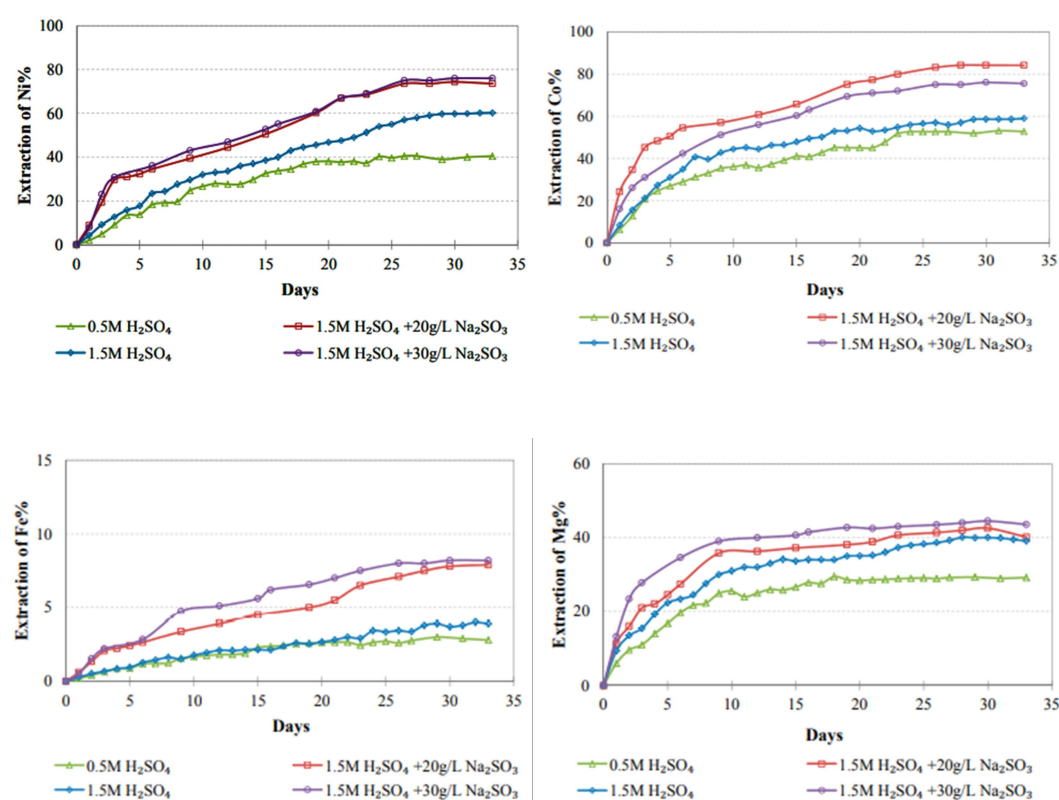 Extraction of Ni%
100
80
60
40
20
0
0 5 10 15 20 25 30 35
Days
0.5M H₂SO₄
1.5M H₂SO₄ +20g/L Na₂SO₃
1.5M H₂SO₄
1.5M H₂SO₄ +30g/L Na₂SO₃
Extraction of Co%
100
80
60
40
20
0
0 5 10 15 20 25 30 35
Days
0.5M H₂SO₄
1.5M H₂SO₄ +20g/L Na₂SO₃
1.5M H₂SO₄
1.5M H₂SO₄ +30g/L Na₂SO₃
Extraction of Fe%
15
10
5
0
0 5 10 15 20 25 30 35
Days
0.5M H₂SO₄
1.5M H₂SO₄ +20g/L Na₂SO₃
1.5M H₂SO₄
1.5M H₂SO₄ +30g/L Na₂SO₃
Extraction of Mg%
60
40
20
0
0 5 10 15 20 25 30 35
Days
0.5M H₂SO₄
1.5M H₂SO₄ +20g/L Na₂SO₃
1.5M H₂SO₄
1.5M H₂SO₄ +30g/L Na₂SO₃